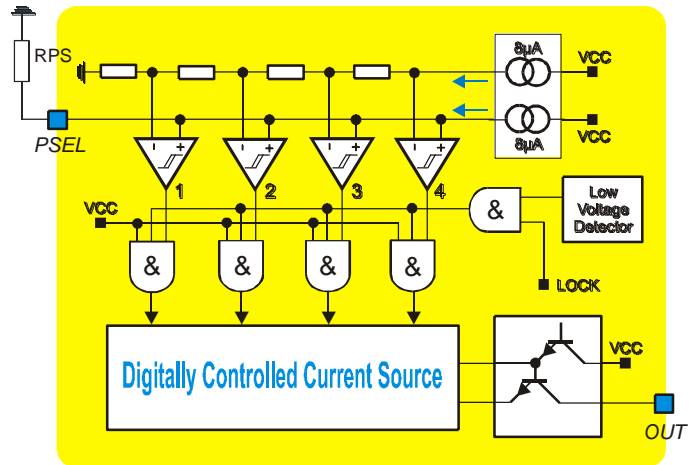 RPS
8µA
VCC
PSEL
VCC
8µA
- +
- +
- +
- +
1
2
3
4
VCC
&
Low
Voltage
Detector
&
&
&
&
LOCK
Digitally Controlled Current Source
VCC
OUT